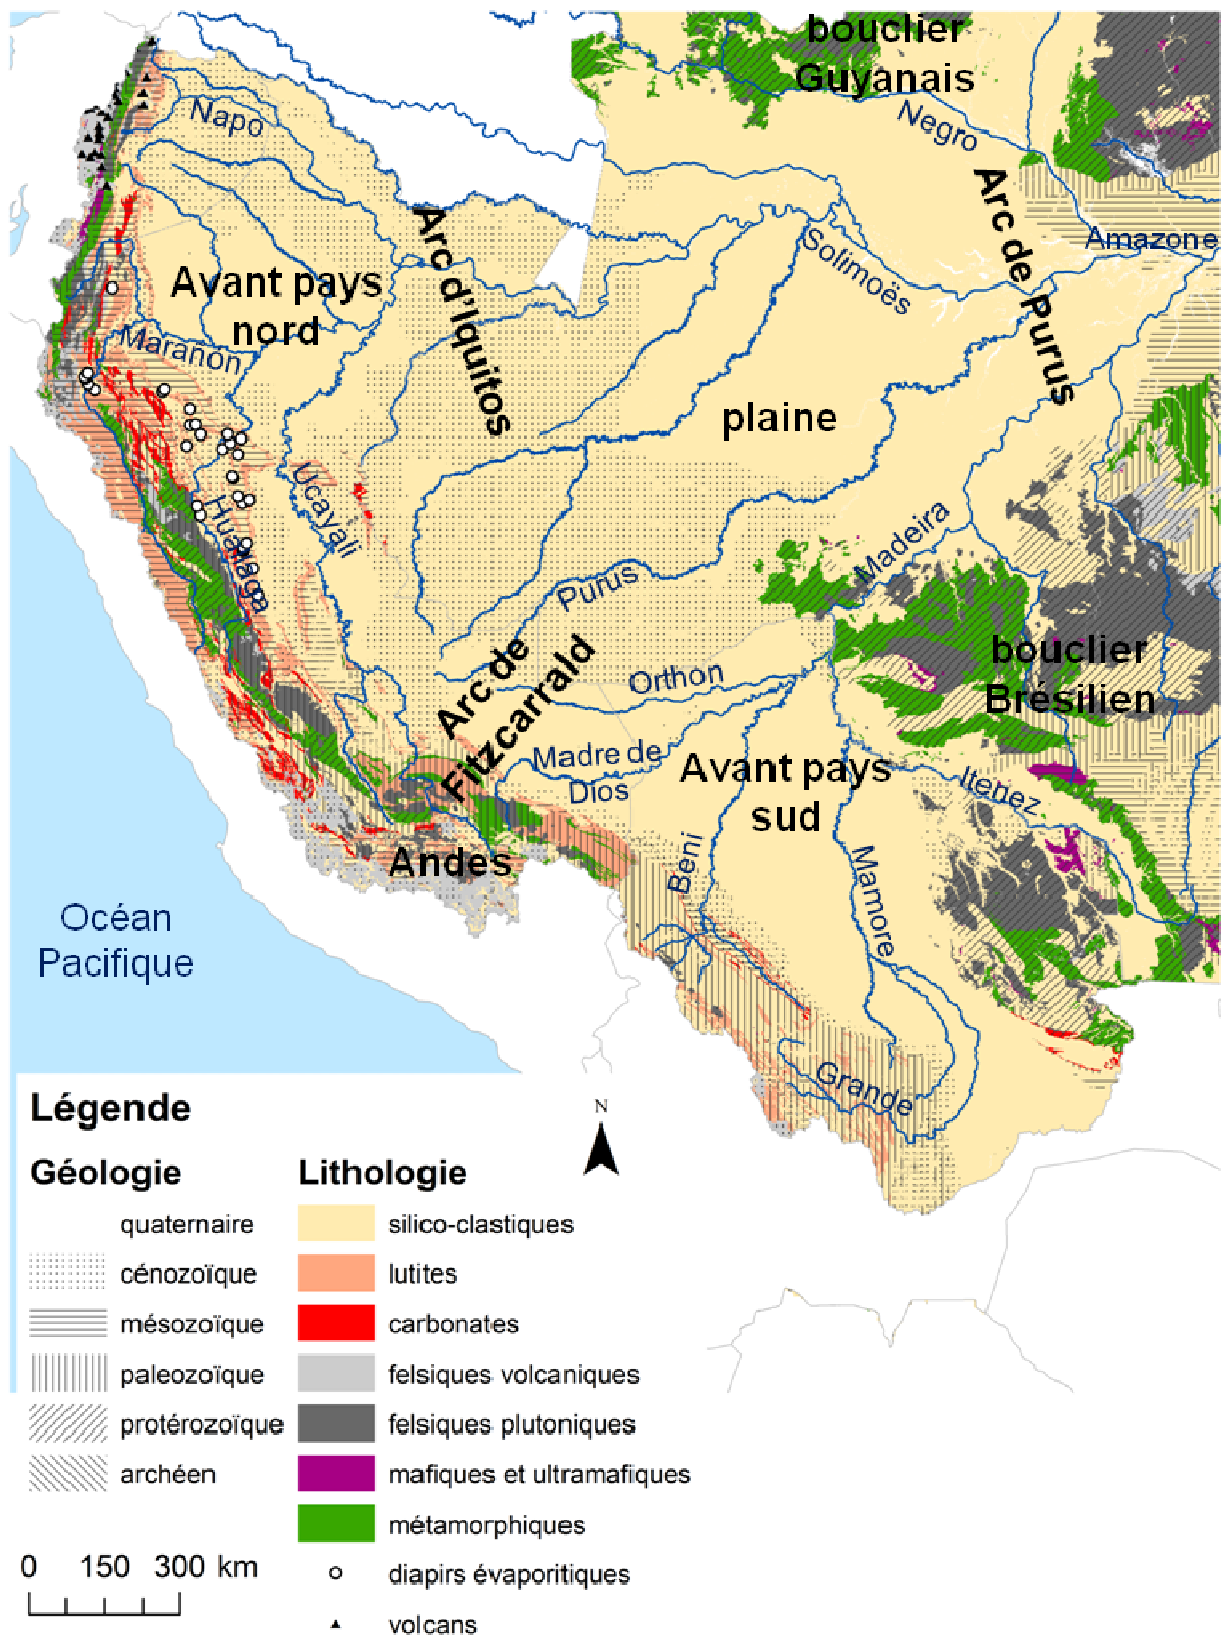 bouclier
Guyanais
Napo
Negro
Arc de Purus
Amazone
Arc d'Iquitos
Solimoës
Avant pays
nord
Marañón
plaine
Ucayali
Huallaga
Madeira
Purus
bouclier
Brésilien
Arc de
Fitzcarrald
Orthon
Madre de
Dios
Avant pays
sud
Itenez
Andes
Beni
Mamore
Océan
Pacifique
Grande
N
Légende
Géologie
quaternaire
cénozoïque
mésozoïque
paleozoïque
protérozoïque
archéen
0 150 300 km
Lithologie
silico-clastiques
lutites
carbonates
felsiques volcaniques
felsiques plutoniques
mafiques et ultramafiques
métamorphiques
diapirs évaporitiques
volcans